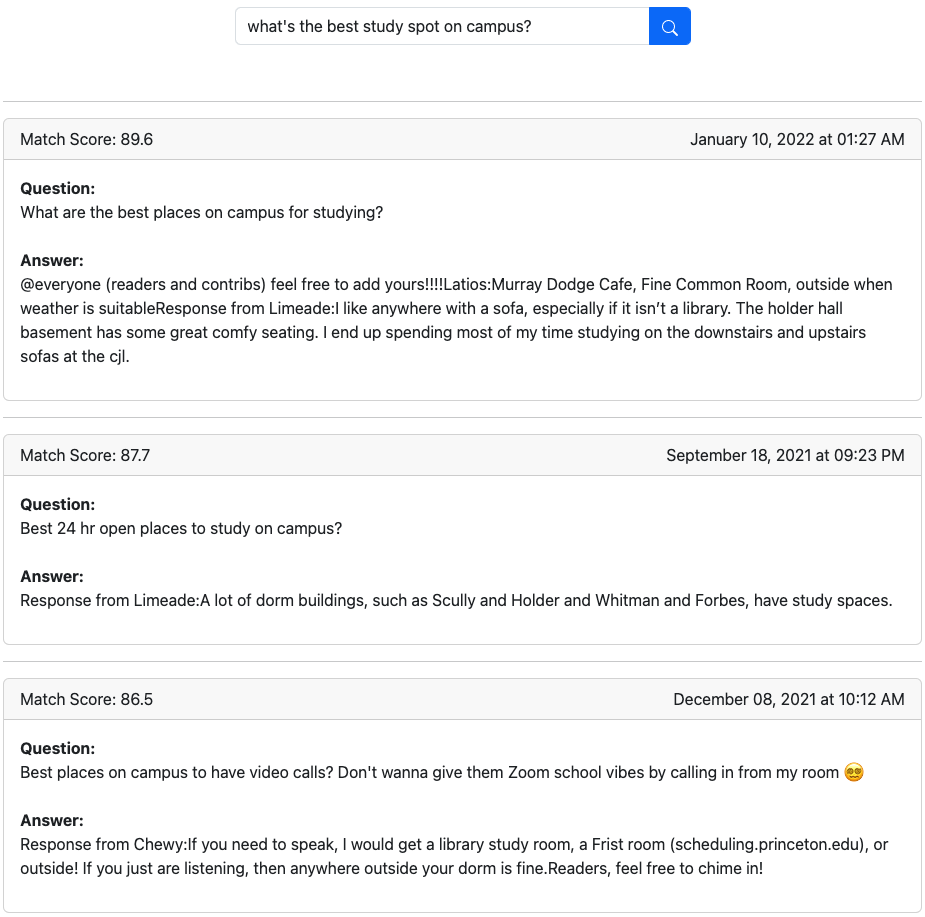 what's the best study spot on campus?
Match Score: 89.6 January 10, 2022 at 01:27 AM
Question:
What are the best places on campus for studying?
Answer:
@everyone (readers and contribs) feel free to add yours!!!!Latios:Murray Dodge Cafe, Fine Common Room, outside when
weather is suitableResponse from Limeade:I like anywhere with a sofa, especially if it isn’t a library. The holder hall
basement has some great comfy seating. I end up spending most of my time studying on the downstairs and upstairs
sofas at the cjl.
Match Score: 87.7 September 18, 2021 at 09:23 PM
Question:
Best 24 hr open places to study on campus?
Answer:
Response from Limeade:A lot of dorm buildings, such as Scully and Holder and Whitman and Forbes, have study spaces.
Match Score: 86.5 December 08, 2021 at 10:12 AM
Question:
Best places on campus to have video calls? Don't wanna give them Zoom school vibes by calling in from my room 😵‍💫
Answer:
Response from Chewy:If you need to speak, I would get a library study room, a Frist room (scheduling.princeton.edu), or
outside! If you just are listening, then anywhere outside your dorm is fine.Readers, feel free to chime in!